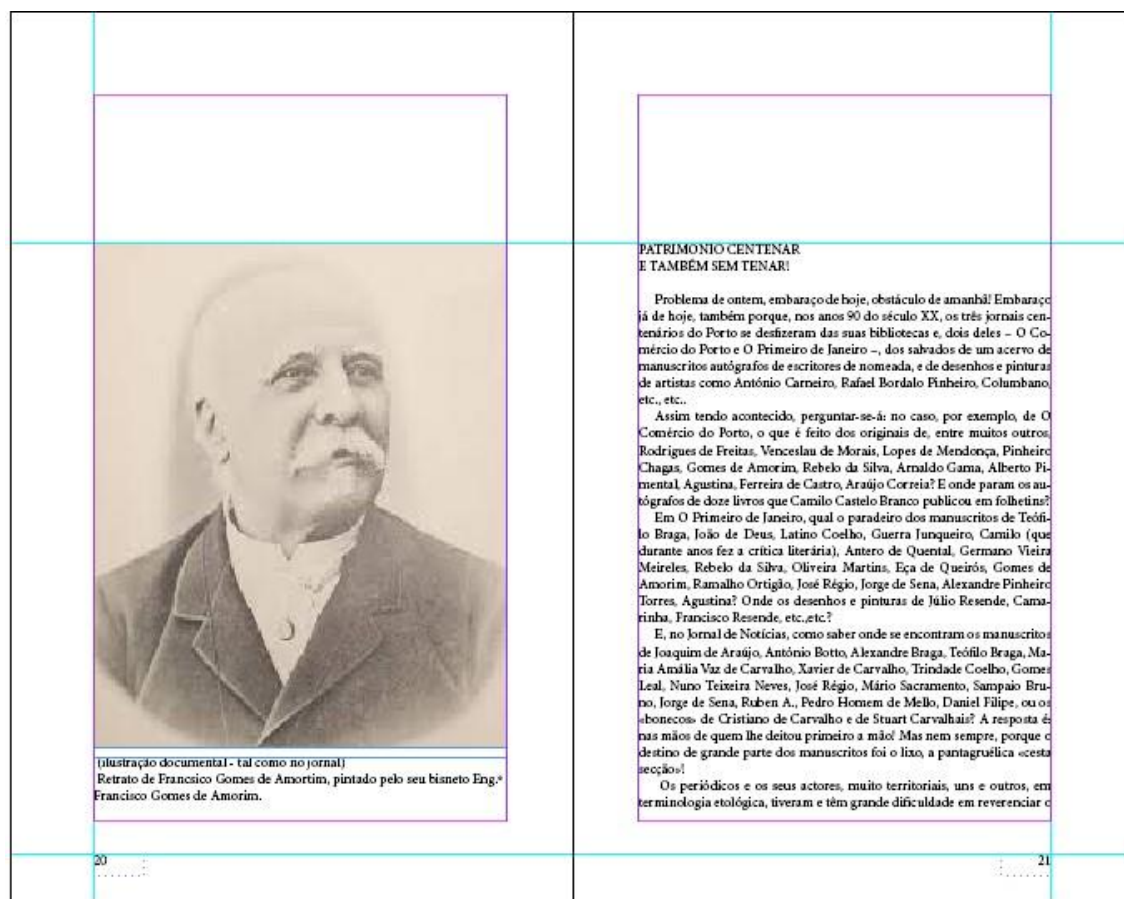 (ilustração documental - tal como no jornal)
Retrato de Francsico Gomes de Amortim, pintado pelo seu bisneto Eng.º
Francisco Gomes de Amorim.
20
PATRIMONIO CENTENAR
E TAMBÉM SEM TENAR!
Problema de ontem, embaraço de hoje, obstáculo de amanhã! Embaraço
já de hoje, também porque, nos anos 90 do século XX, os três jornais cen-
tenários do Porto se desfizeram das suas bibliotecas e, dois deles – O Co-
mércio do Porto e O Primeiro de Janeiro –, dos salvados de um acervo de
manuscritos autógrafos de escritores de nomeada, e de desenhos e pinturas
de artistas como António Carneiro, Rafael Bordalo Pinheiro, Columbano,
etc., etc..
Assim tendo acontecido, perguntar-se-á: no caso, por exemplo, de O
Comércio do Porto, o que é feito dos originais de, entre muitos outros,
Rodrigues de Freitas, Venceslau de Morais, Lopes de Mendonça, Pinheiro
Chagas, Gomes de Amorim, Rebelo da Silva, Arnaldo Gama, Alberto Pi-
mental, Agustina, Ferreira de Castro, Araújo Correia? E onde param os au-
tógrafos de doze livros que Camilo Castelo Branco publicou em folhetins?
Em O Primeiro de Janeiro, qual o paradeiro dos manuscritos de Teófi-
lo Braga, João de Deus, Latino Coelho, Guerra Junqueiro, Camilo (que
durante anos fez a crítica literária), Antero de Quental, Germano Vieira
Meireles, Rebelo da Silva, Oliveira Martins, Eça de Queirós, Gomes de
Amorim, Ramalho Ortigão, José Régio, Jorge de Sena, Alexandre Pinheiro
Torres, Agustina? Onde os desenhos e pinturas de Júlio Resende, Cama-
rinha, Francisco Resende, etc.,etc.?
E, no Jornal de Notícias, como saber onde se encontram os manuscritos
de Joaquim de Araújo, António Botto, Alexandre Braga, Teófilo Braga, Ma-
ria Amália Vaz de Carvalho, Xavier de Carvalho, Trindade Coelho, Gomes
Leal, Nuno Teixeira Neves, José Régio, Mário Sacramento, Sampaio Bru-
no, Jorge de Sena, Ruben A., Pedro Homem de Mello, Daniel Filipe, ou os
«bonecos» de Cristiano de Carvalho e de Stuart Carvalhais? A resposta é:
nas mãos de quem lhe deitou primeiro a mão! Mas nem sempre, porque o
destino de grande parte dos manuscritos foi o lixo, a pantagruélica «cesta
secção»!
Os periódicos e os seus actores, muito territoriais, uns e outros, em
terminologia etológica, tiveram e têm grande dificuldade em reverenciar o
21